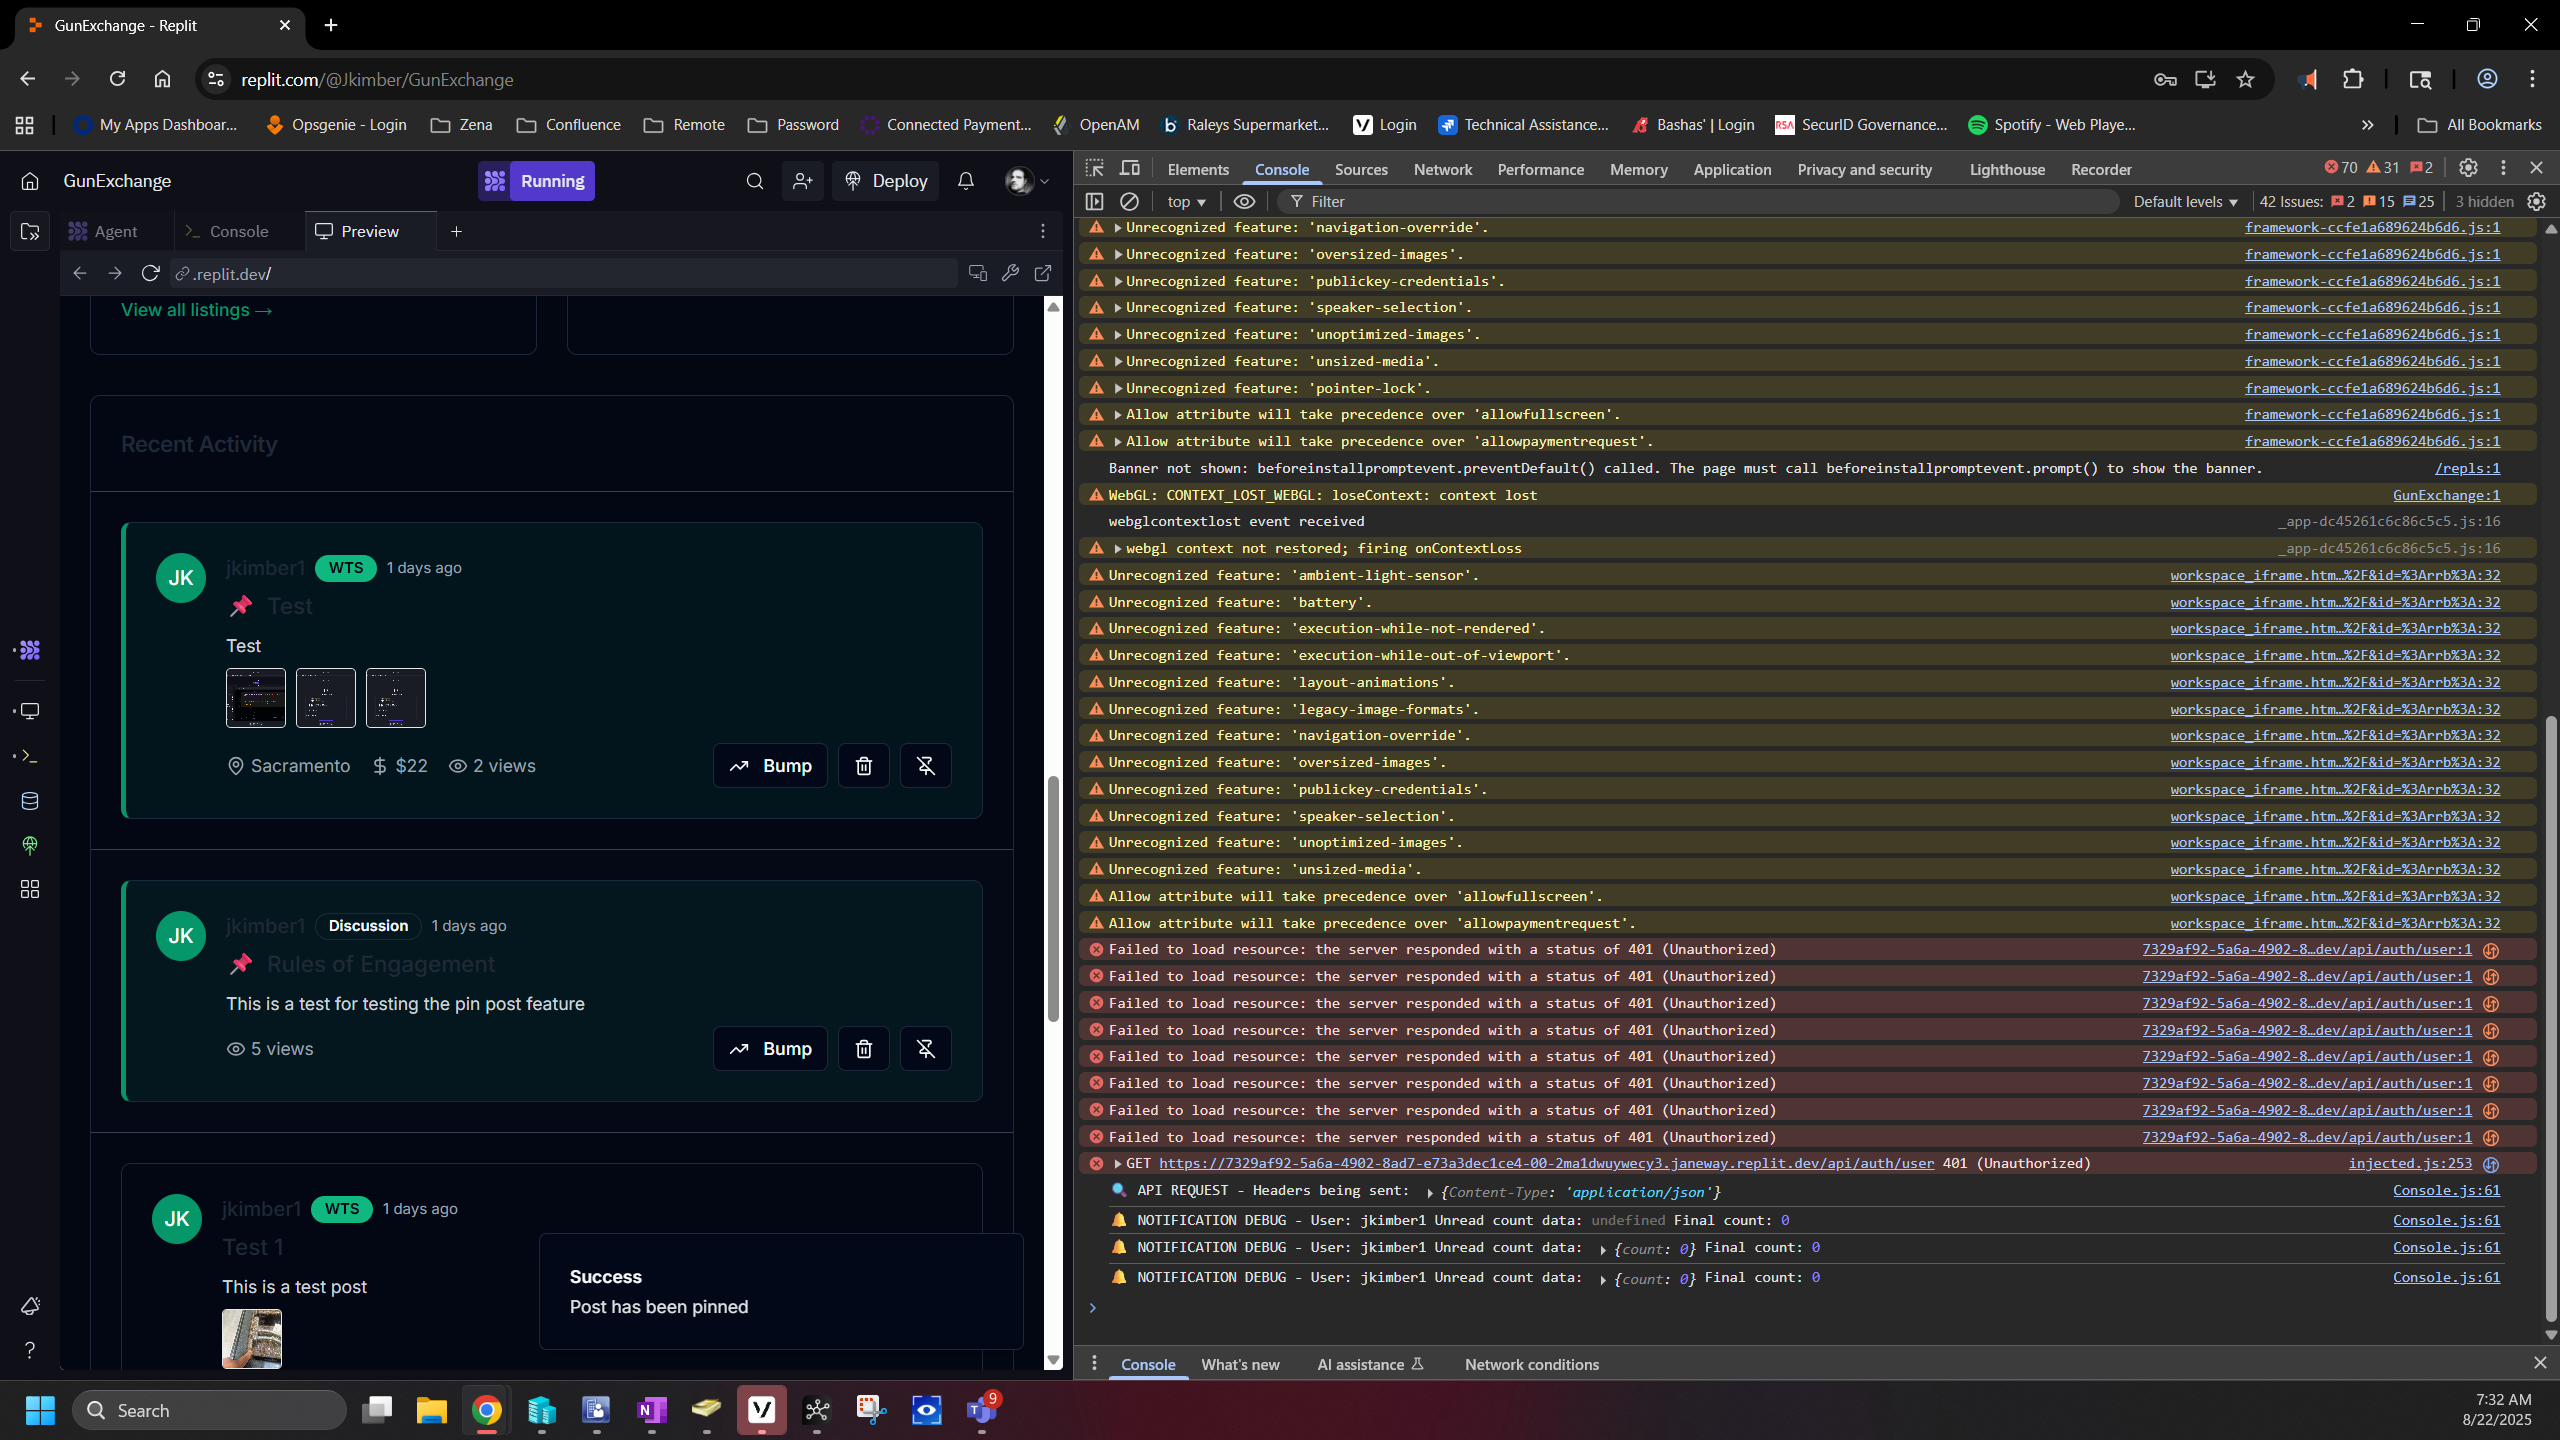 GunExchange - Replit
replit.com/@Jkimber/GunExchange
My Apps Dashboar...
Opsgenie - Login
Zena
Confluence
Remote
Password
Connected Payment...
OpenAM
Raleys Supermarket...
Login
Technical Assistance...
Bashas' | Login
RSA
SecurID Governance...
Spotify - Web Playe...
All Bookmarks
GunExchange
Running
Deploy
Agent
Console
Preview
.replit.dev/
View all listings →
Recent Activity
JK
jkimber1
WTS
1 days ago
Test
Test
Sacramento
$22
2 views
Bump
JK
jkimber1
Discussion
1 days ago
Rules of Engagement
This is a test for testing the pin post feature
5 views
Bump
JK
jkimber1
WTS
1 days ago
Test 1
This is a test post
Success
Post has been pinned
Elements
Console
Sources
Network
Performance
Memory
Application
Privacy and security
Lighthouse
Recorder
70
31
2
top
Filter
Default levels
42 Issues:
2
15
25
3 hidden
Unrecognized feature: 'navigation-override'. framework-ccfe1a689624b6d6.js:1
Unrecognized feature: 'oversized-images'. framework-ccfe1a689624b6d6.js:1
Unrecognized feature: 'publickey-credentials'. framework-ccfe1a689624b6d6.js:1
Unrecognized feature: 'speaker-selection'. framework-ccfe1a689624b6d6.js:1
Unrecognized feature: 'unoptimized-images'. framework-ccfe1a689624b6d6.js:1
Unrecognized feature: 'unsized-media'. framework-ccfe1a689624b6d6.js:1
Unrecognized feature: 'pointer-lock'. framework-ccfe1a689624b6d6.js:1
Allow attribute will take precedence over 'allowfullscreen'. framework-ccfe1a689624b6d6.js:1
Allow attribute will take precedence over 'allowpaymentrequest'. framework-ccfe1a689624b6d6.js:1
Banner not shown: beforeinstallpromptevent.preventDefault() called. The page must call beforeinstallpromptevent.prompt() to show the banner. /repls:1
WebGL: CONTEXT_LOST_WEBGL: loseContext: context lost GunExchange:1
webglcontextlost event received _app-dc45261c6c86c5c5.js:16
webgl context not restored; firing onContextLoss _app-dc45261c6c86c5c5.js:16
Unrecognized feature: 'ambient-light-sensor'. workspace_iframe.htm…%2F&id=%3Arrb%3A:32
Unrecognized feature: 'battery'. workspace_iframe.htm…%2F&id=%3Arrb%3A:32
Unrecognized feature: 'execution-while-not-rendered'. workspace_iframe.htm…%2F&id=%3Arrb%3A:32
Unrecognized feature: 'execution-while-out-of-viewport'. workspace_iframe.htm…%2F&id=%3Arrb%3A:32
Unrecognized feature: 'layout-animations'. workspace_iframe.htm…%2F&id=%3Arrb%3A:32
Unrecognized feature: 'legacy-image-formats'. workspace_iframe.htm…%2F&id=%3Arrb%3A:32
Unrecognized feature: 'navigation-override'. workspace_iframe.htm…%2F&id=%3Arrb%3A:32
Unrecognized feature: 'oversized-images'. workspace_iframe.htm…%2F&id=%3Arrb%3A:32
Unrecognized feature: 'publickey-credentials'. workspace_iframe.htm…%2F&id=%3Arrb%3A:32
Unrecognized feature: 'speaker-selection'. workspace_iframe.htm…%2F&id=%3Arrb%3A:32
Unrecognized feature: 'unoptimized-images'. workspace_iframe.htm…%2F&id=%3Arrb%3A:32
Unrecognized feature: 'unsized-media'. workspace_iframe.htm…%2F&id=%3Arrb%3A:32
Allow attribute will take precedence over 'allowfullscreen'. workspace_iframe.htm…%2F&id=%3Arrb%3A:32
Allow attribute will take precedence over 'allowpaymentrequest'. workspace_iframe.htm…%2F&id=%3Arrb%3A:32
Failed to load resource: the server responded with a status of 401 (Unauthorized) 7329af92-5a6a-4902-8…dev/api/auth/user:1
Failed to load resource: the server responded with a status of 401 (Unauthorized) 7329af92-5a6a-4902-8…dev/api/auth/user:1
Failed to load resource: the server responded with a status of 401 (Unauthorized) 7329af92-5a6a-4902-8…dev/api/auth/user:1
Failed to load resource: the server responded with a status of 401 (Unauthorized) 7329af92-5a6a-4902-8…dev/api/auth/user:1
Failed to load resource: the server responded with a status of 401 (Unauthorized) 7329af92-5a6a-4902-8…dev/api/auth/user:1
Failed to load resource: the server responded with a status of 401 (Unauthorized) 7329af92-5a6a-4902-8…dev/api/auth/user:1
Failed to load resource: the server responded with a status of 401 (Unauthorized) 7329af92-5a6a-4902-8…dev/api/auth/user:1
Failed to load resource: the server responded with a status of 401 (Unauthorized) 7329af92-5a6a-4902-8…dev/api/auth/user:1
GET https://7329af92-5a6a-4902-8ad7-e73a3dec1ce4-00-2ma1dwuywecy3.janeway.replit.dev/api/auth/user 401 (Unauthorized) injected.js:253
API REQUEST - Headers being sent: {Content-Type: 'application/json'} Console.js:61
NOTIFICATION DEBUG - User: jkimber1 Unread count data: undefined Final count: 0 Console.js:61
NOTIFICATION DEBUG - User: jkimber1 Unread count data: {count: 0} Final count: 0 Console.js:61
NOTIFICATION DEBUG - User: jkimber1 Unread count data: {count: 0} Final count: 0 Console.js:61
Console
What's new
AI assistance
Network conditions
Search
9
7:32 AM
8/22/2025